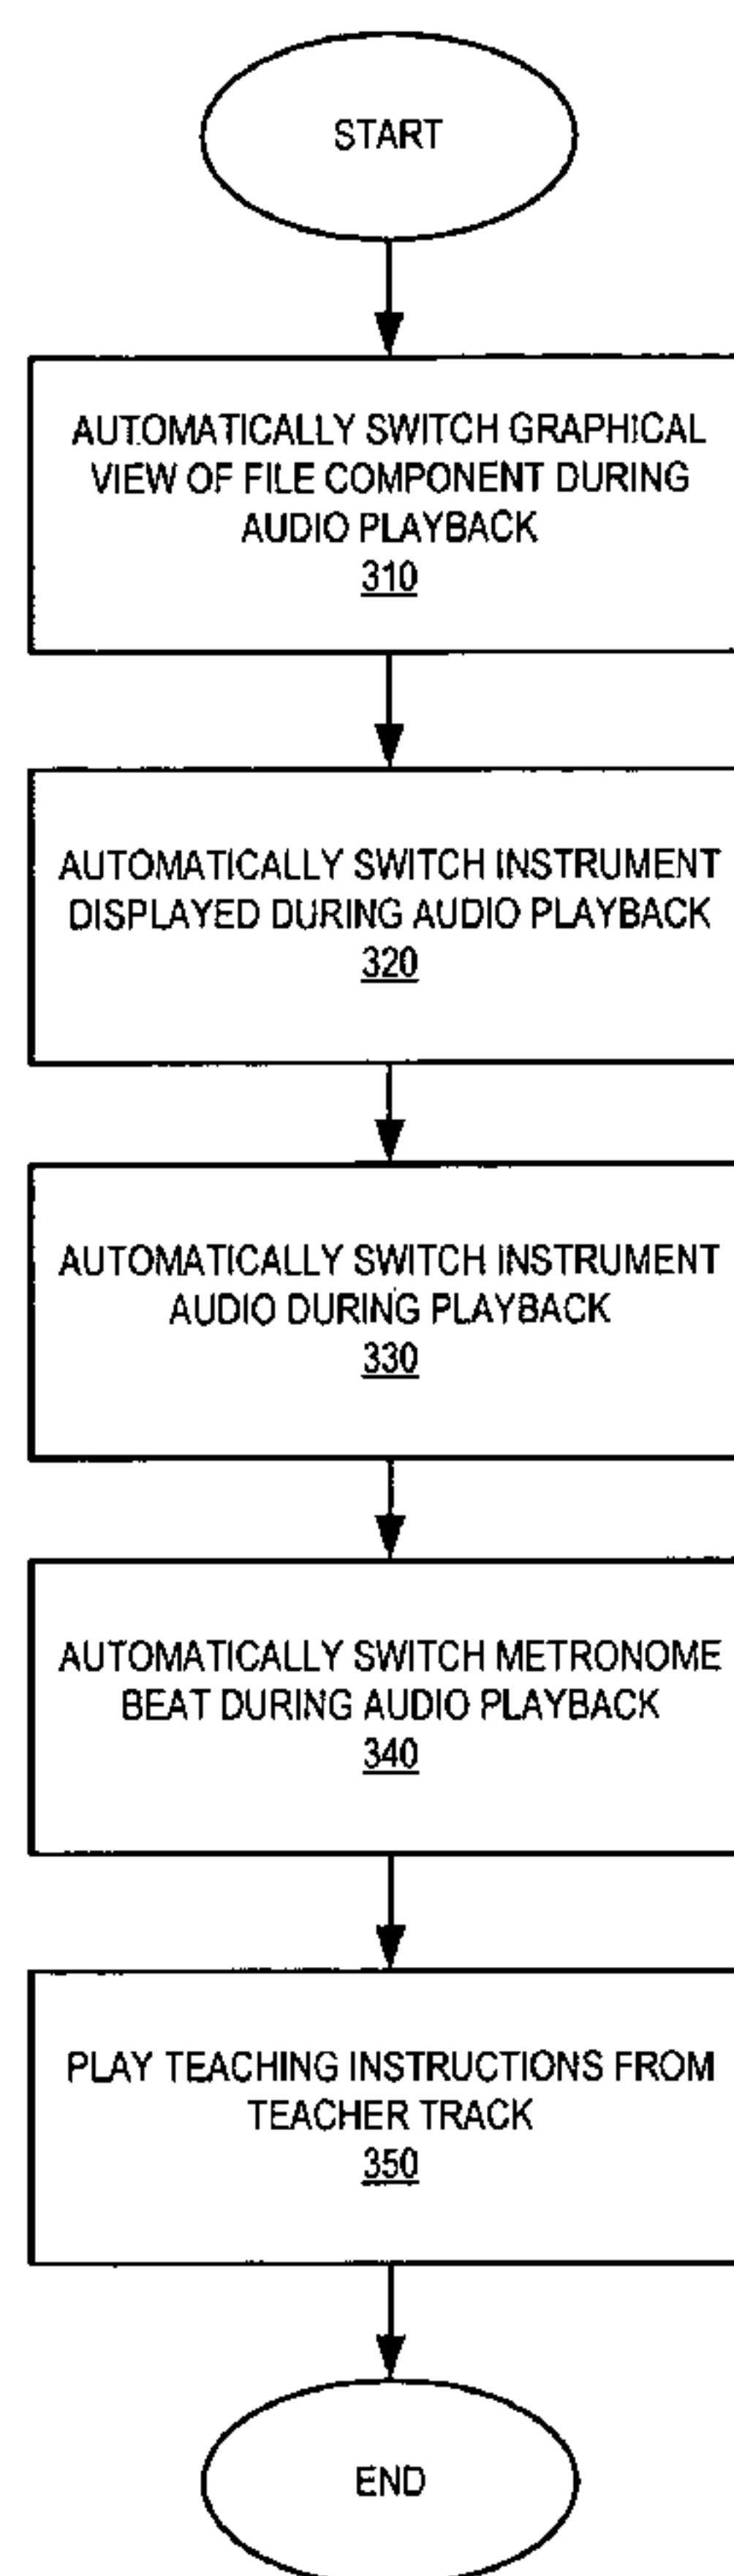 START
AUTOMATICALLY SWITCH GRAPHICAL
VIEW OF FILE COMPONENT DURING
AUDIO PLAYBACK
310
AUTOMATICALLY SWITCH INSTRUMENT
DISPLAYED DURING AUDIO PLAYBACK
320
AUTOMATICALLY SWITCH INSTRUMENT
AUDIO DURING PLAYBACK
330
AUTOMATICALLY SWITCH METRONOME
BEAT DURING AUDIO PLAYBACK
340
PLAY TEACHING INSTRUCTIONS FROM
TEACHER TRACK
350
END